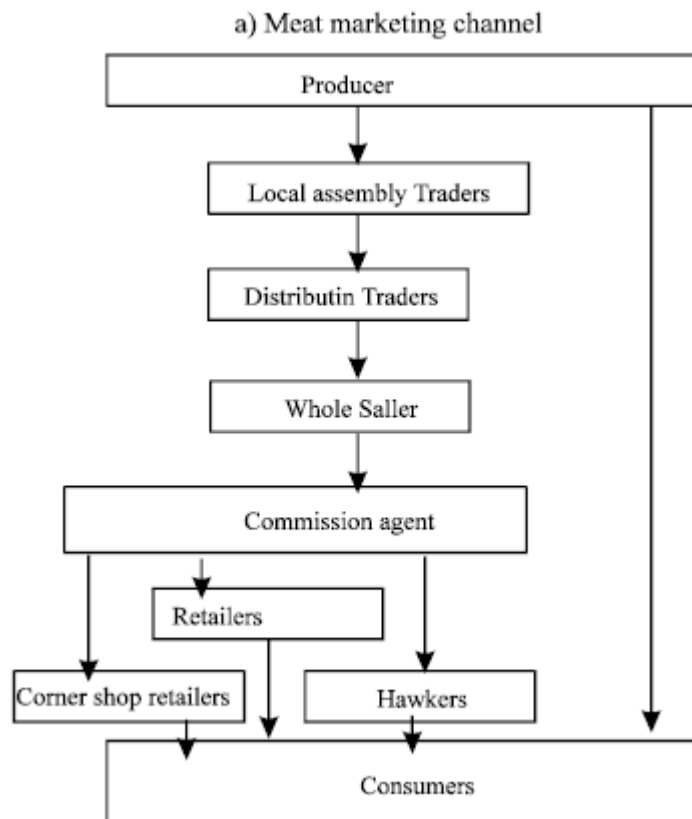 a) Meat marketing channel
Producer
Local assembly Traders
Distributin Traders
Whole Saller
Commission agent
Retailers
Corner shop retailers
Hawkers
Consumers